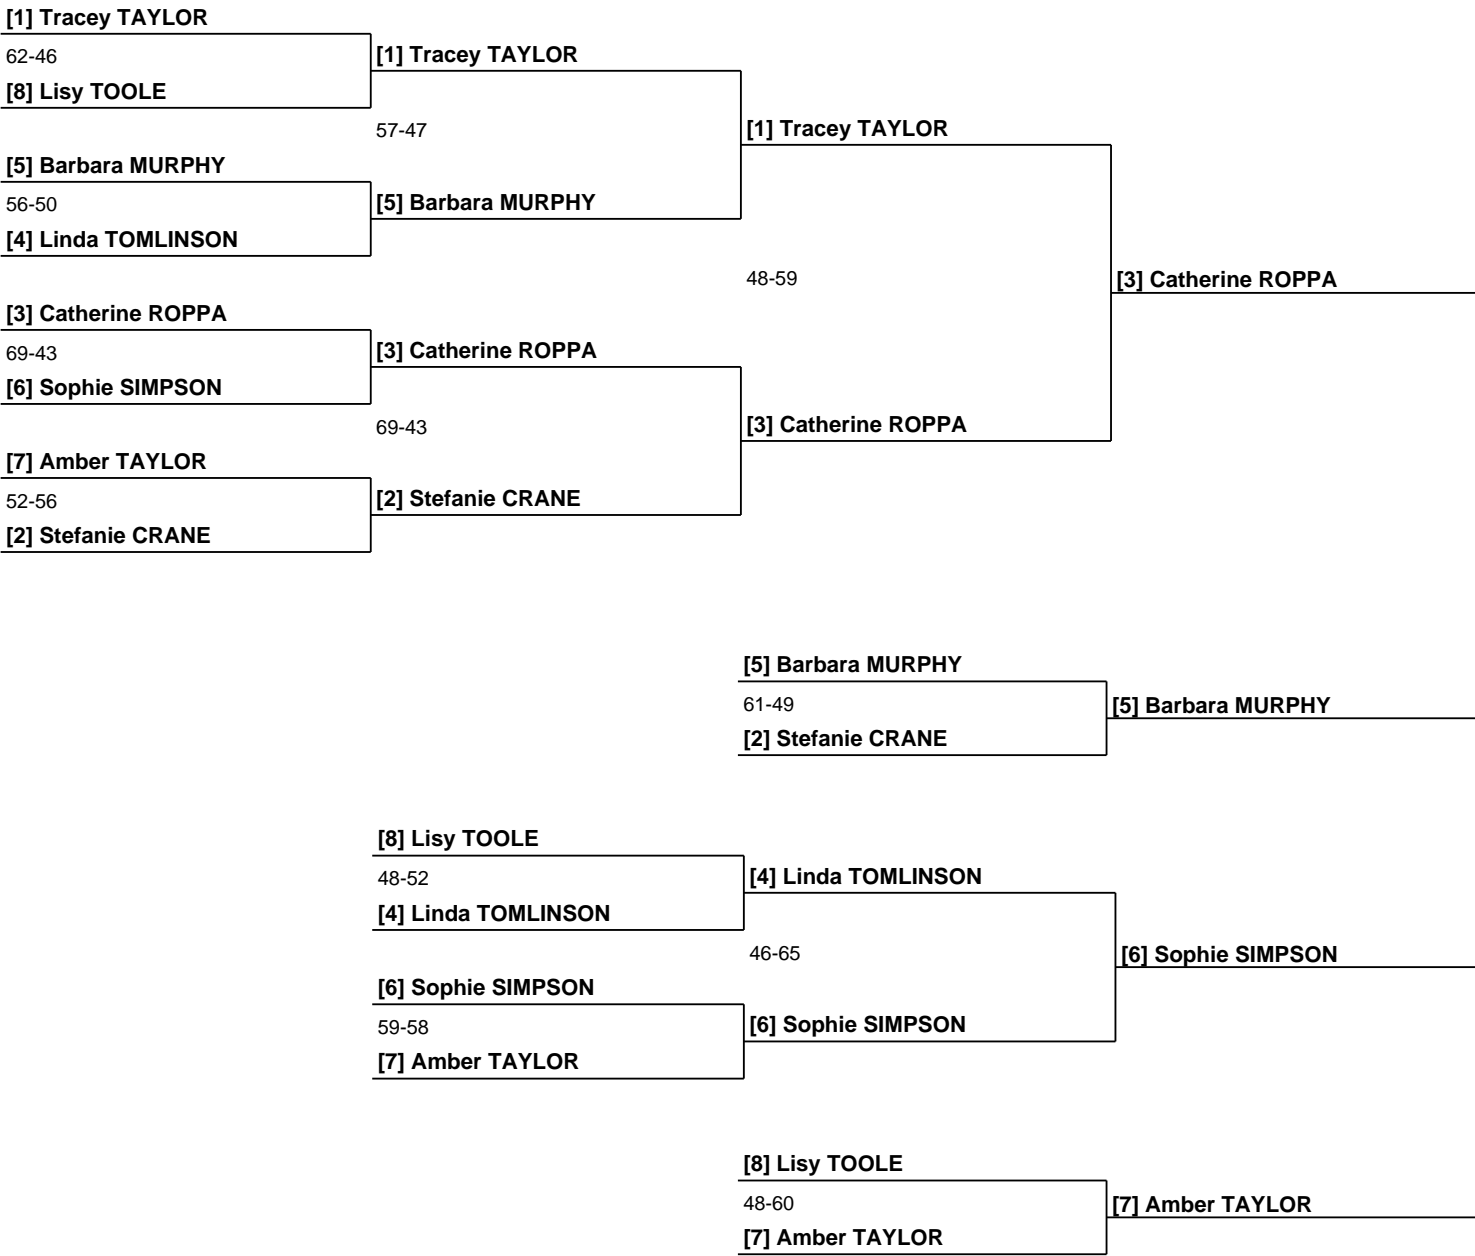 [1] Tracey TAYLOR
62-46
[8] Lisy TOOLE
[1] Tracey TAYLOR
57-47
[5] Barbara MURPHY
56-50
[4] Linda TOMLINSON
[5] Barbara MURPHY
[1] Tracey TAYLOR
48-59
[3] Catherine ROPPA
[3] Catherine ROPPA
69-43
[6] Sophie SIMPSON
[3] Catherine ROPPA
69-43
[3] Catherine ROPPA
[7] Amber TAYLOR
52-56
[2] Stefanie CRANE
[2] Stefanie CRANE
[5] Barbara MURPHY
61-49
[2] Stefanie CRANE
[5] Barbara MURPHY
[8] Lisy TOOLE
48-52
[4] Linda TOMLINSON
[4] Linda TOMLINSON
46-65
[6] Sophie SIMPSON
[6] Sophie SIMPSON
59-58
[7] Amber TAYLOR
[6] Sophie SIMPSON
[8] Lisy TOOLE
48-60
[7] Amber TAYLOR
[7] Amber TAYLOR